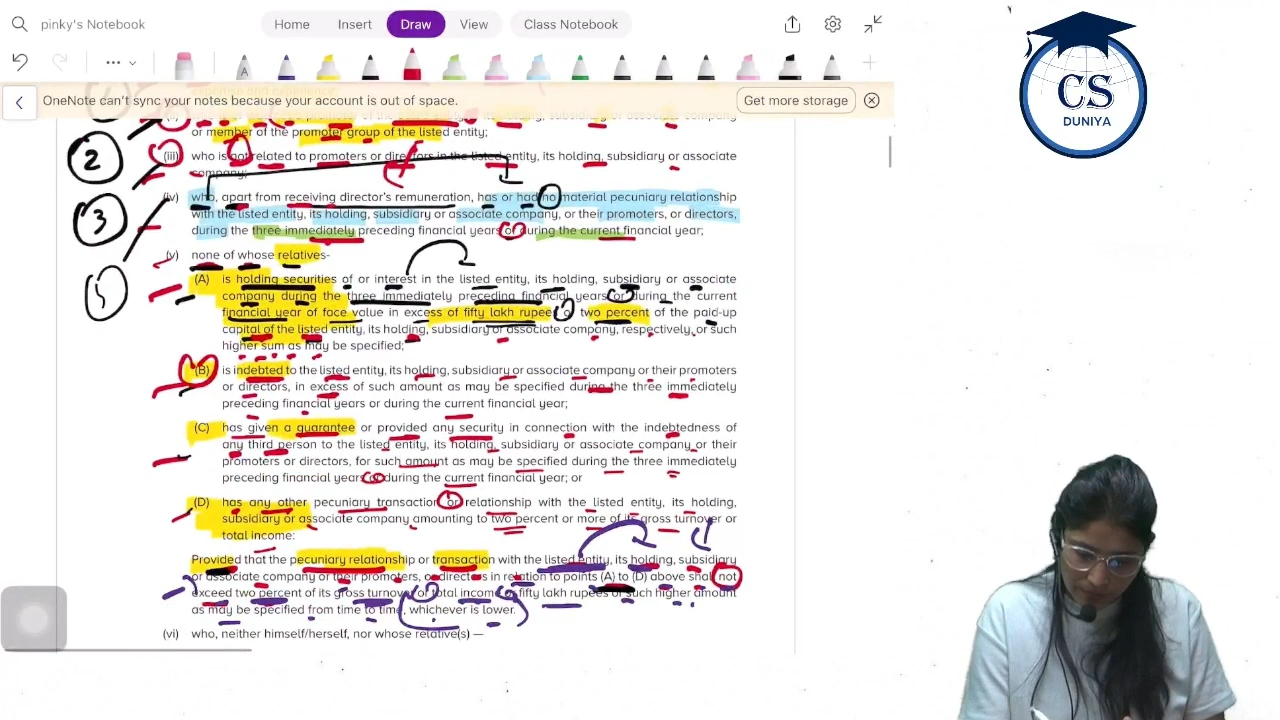 pinky's Notebook
Home Insert Draw View Class Notebook
OneNote can't sync your notes because your account is out of space.
Get more storage
CS
DUNIYA
expertise and experience;
or member of the promoter group of the listed entity;
2
(iii) who is not related to promoters or directors in the listed entity, its holding, subsidiary or associate
company;
(iv) who, apart from receiving director's remuneration, has or had no material pecuniary relationship
3
with the listed entity, its holding, subsidiary or associate company, or their promoters, or directors,
during the three immediately preceding financial years or during the current financial year;
(v) none of whose relatives-
(A) is holding securities of or interest in the listed entity, its holding, subsidiary or associate
company during the three immediately preceding financial years or during the current
financial year of face value in excess of fifty lakh rupees or two percent of the paid-up
capital of the listed entity, its holding, subsidiary or associate company, respectively, or such
higher sum as may be specified;
(B) is indebted to the listed entity, its holding, subsidiary or associate company or their promoters
or directors, in excess of such amount as may be specified during the three immediately
preceding financial years or during the current financial year;
(C) has given a guarantee or provided any security in connection with the indebtedness of
any third person to the listed entity, its holding, subsidiary or associate company or their
promoters or directors, for such amount as may be specified during the three immediately
preceding financial years or during the current financial year; or
(D) has any other pecuniary transaction or relationship with the listed entity, its holding,
subsidiary or associate company amounting to two percent or more of its gross turnover or
total income:
Provided that the pecuniary relationship or transaction with the listed entity, its holding, subsidiary
or associate company or their promoters, or directors in relation to points (A) to (D) above shall not
exceed two percent of its gross turnover or total income or fifty lakh rupees or such higher amount
as may be specified from time to time, whichever is lower.
(vi) who, neither himself/herself, nor whose relative(s) —